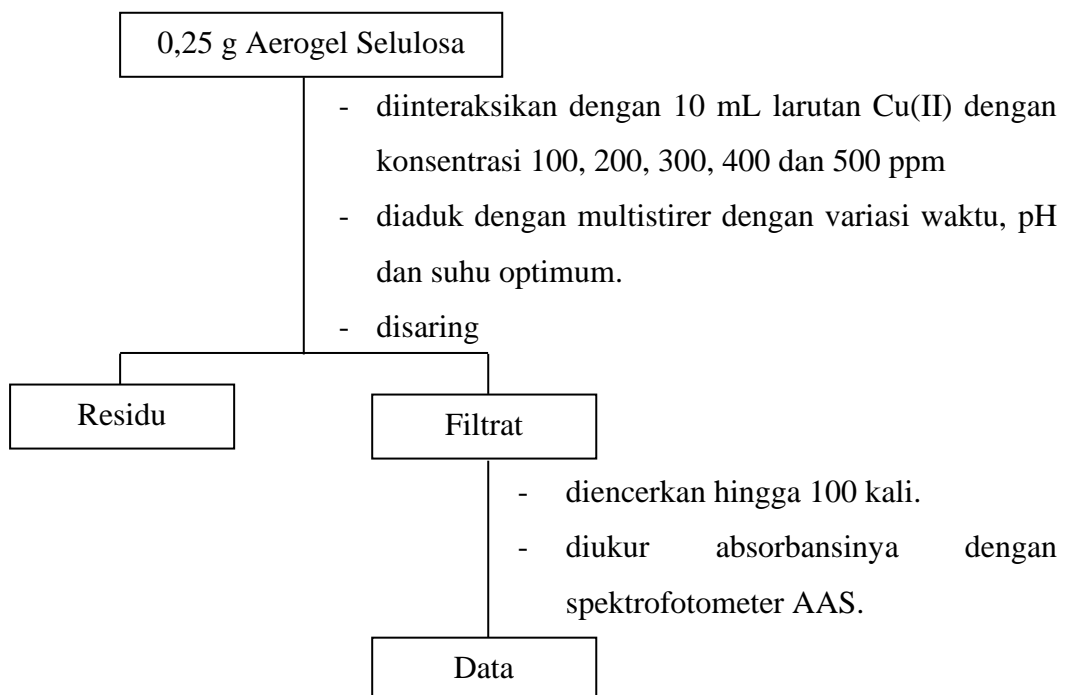 0,25 g Aerogel Selulosa
- diinteraksikan dengan 10 mL larutan Cu(II) dengan
konsentrasi 100, 200, 300, 400 dan 500 ppm
- diaduk dengan multistirer dengan variasi waktu, pH
dan suhu optimum.
- disaring
Residu
Filtrat
- diencerkan hingga 100 kali.
- diukur absorbansinya dengan
spektrofotometer AAS.
Data